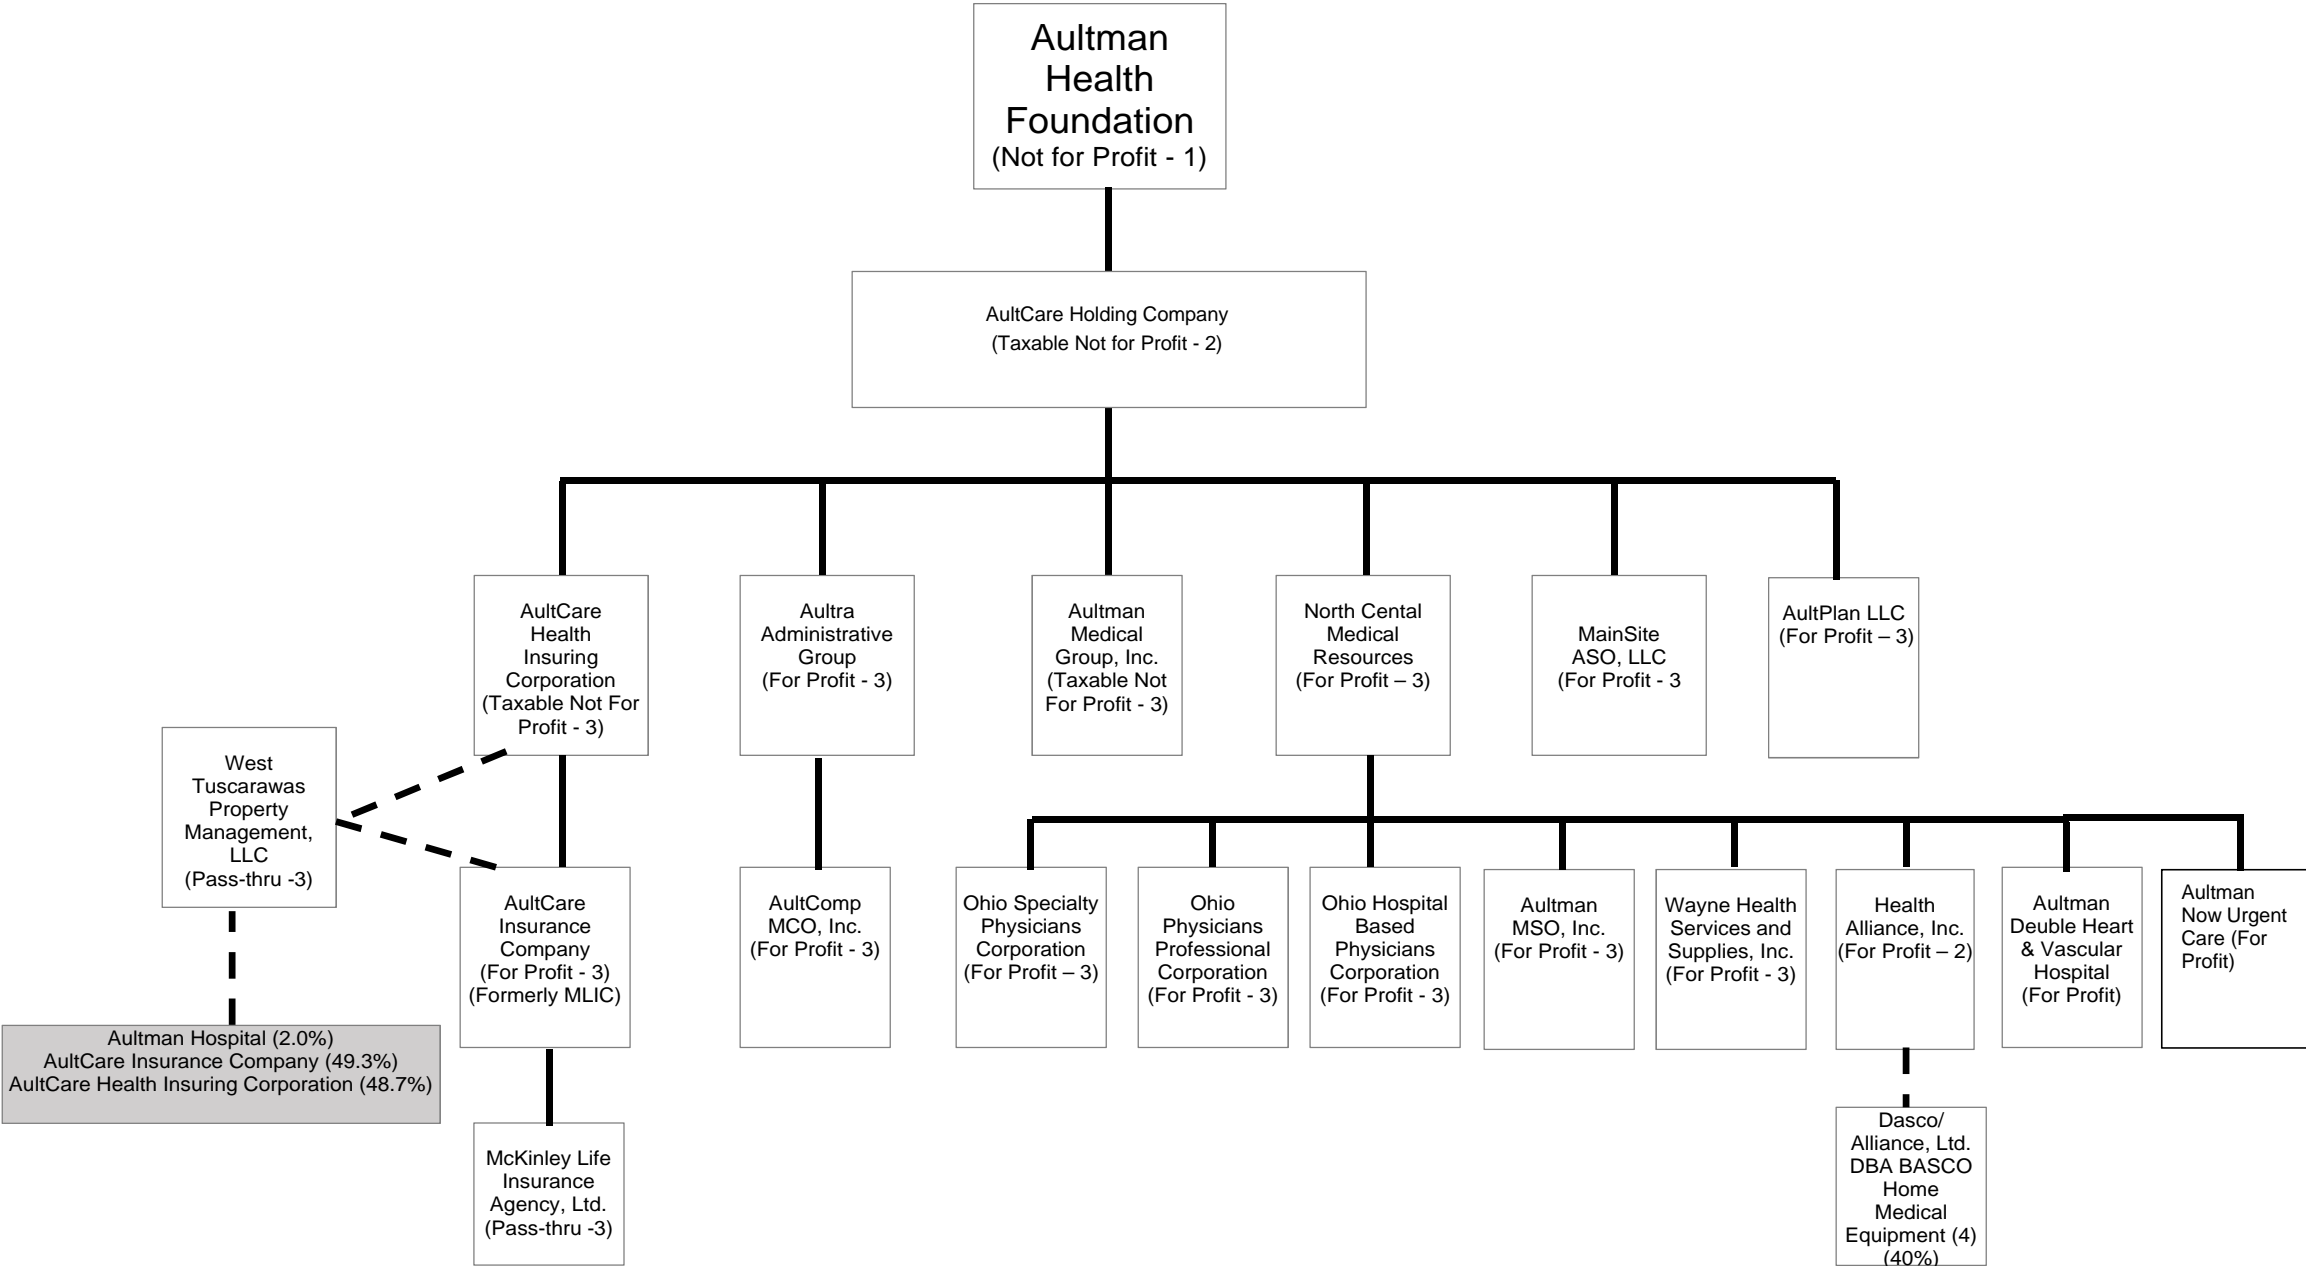 Aultman
Health
Foundation
(Not for Profit - 1)
AultCare Holding Company
(Taxable Not for Profit - 2)
AultCare
Health
Insuring
Corporation
(Taxable Not For
Profit - 3)
Aultra
Administrative
Group
(For Profit - 3)
Aultman
Medical
Group, Inc.
(Taxable Not
For Profit - 3)
North Cental
Medical
Resources
(For Profit – 3)
MainSite
ASO, LLC
(For Profit - 3
AultPlan LLC
(For Profit – 3)
West
Tuscarawas
Property
Management,
LLC
(Pass-thru -3)
AultCare
Insurance
Company
(For Profit - 3)
(Formerly MLIC)
AultComp
MCO, Inc.
(For Profit - 3)
Ohio Specialty
Physicians
Corporation
(For Profit – 3)
Ohio
Physicians
Professional
Corporation
(For Profit - 3)
Ohio Hospital
Based
Physicians
Corporation
(For Profit - 3)
Aultman
MSO, Inc.
(For Profit - 3)
Wayne Health
Services and
Supplies, Inc.
(For Profit - 3)
Health
Alliance, Inc.
(For Profit – 2)
Aultman
Deuble Heart
& Vascular
Hospital
(For Profit)
Aultman
Now Urgent
Care (For
Profit)
Aultman Hospital (2.0%)
AultCare Insurance Company (49.3%)
AultCare Health Insuring Corporation (48.7%)
McKinley Life
Insurance
Agency, Ltd.
(Pass-thru -3)
Dasco/
Alliance, Ltd.
DBA BASCO
Home
Medical
Equipment (4)
(40%)